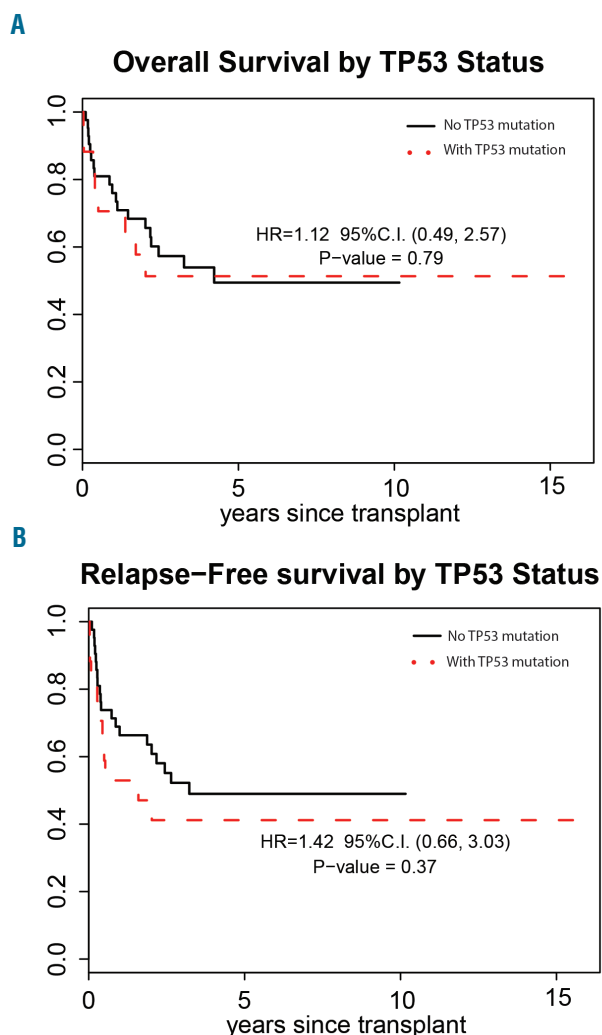 A
Overall Survival by TP53 Status
1.0
0.8
0.6
0.4
0.2
0.0
No TP53 mutation
With TP53 mutation
HR=1.12 95%C.I. (0.49, 2.57)
P−value = 0.79
0 5 10 15
years since transplant
B
Relapse−Free survival by TP53 Status
1.0
0.8
0.6
0.4
0.2
0.0
No TP53 mutation
With TP53 mutation
HR=1.42 95%C.I. (0.66, 3.03)
P−value = 0.37
0 5 10 15
years since transplant